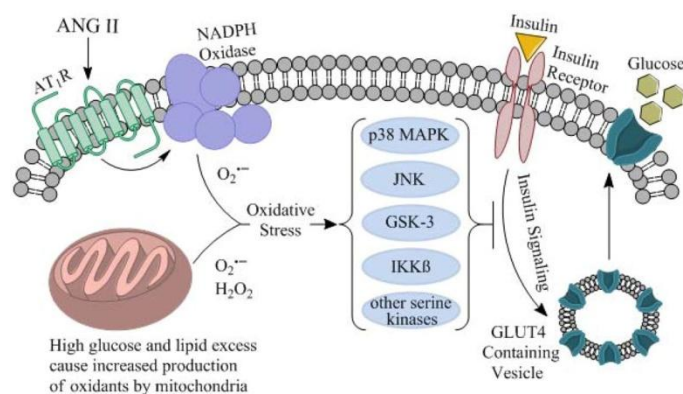 ANG II
NADPH
Oxidase
AT₁R
Insulin
Insulin
Receptor
Glucose
p38 MAPK
JNK
GSK-3
IKKß
other serine
kinases
O₂•−
Oxidative
Stress
O₂•−
H₂O₂
Insulin Signaling
GLUT4
Containing
Vesicle
High glucose and lipid excess
cause increased production
of oxidants by mitochondria